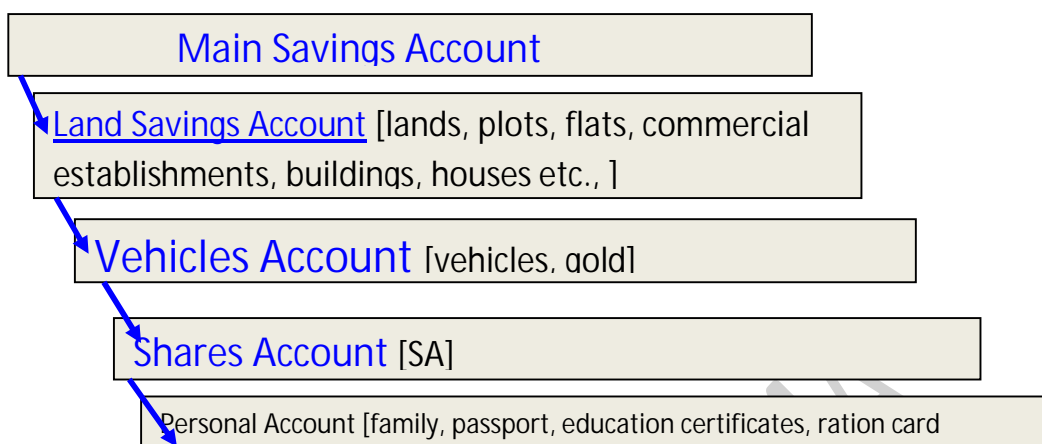 Main Savings Account
Land Savings Account [lands, plots, flats, commercial
establishments, buildings, houses etc., ]
Vehicles Account [vehicles, gold]
Shares Account [SA]
Personal Account [family, passport, education certificates, ration card